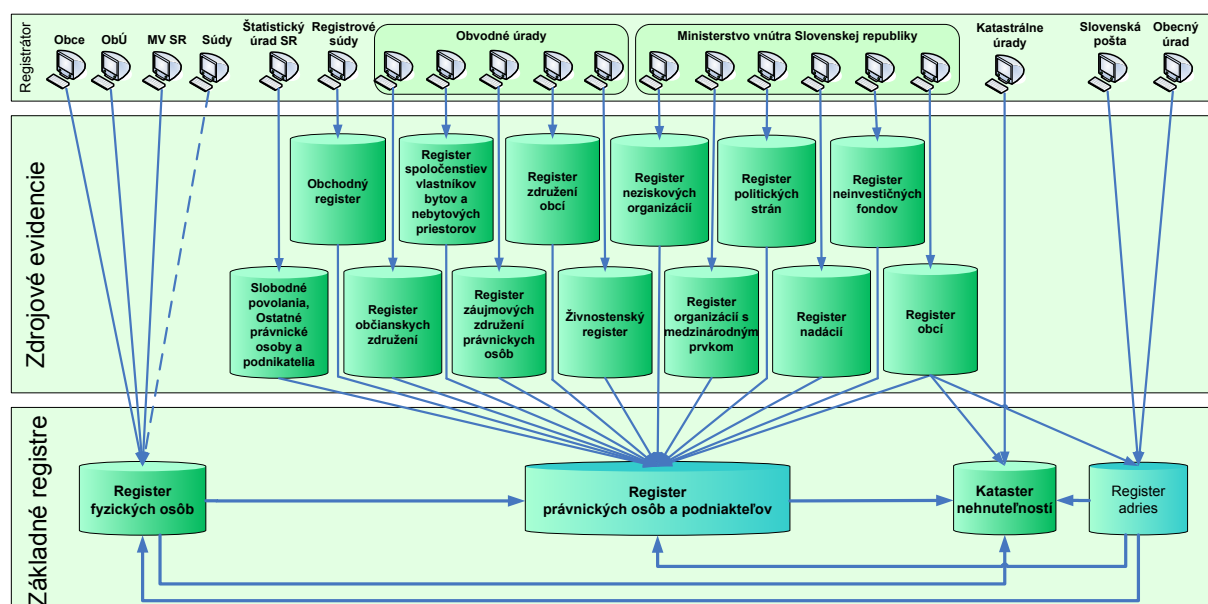 Registrátor
Obce
ObÚ
MV SR
Súdy
Štatistický
úrad SR
Registrové
súdy
Obvodné úrady
Ministerstvo vnútra Slovenskej republiky
Katastrálne
úrady
Slovenská
pošta
Obecný
úrad
Zdrojové evidencie
Obchodný
register
Register
spoločenstiev
vlastníkov
bytov a
nebytových
priestorov
Register
združení
obcí
Register
neziskových
organizácií
Register
politických
strán
Register
neinvestičných
fondov
Slobodné
povolania,
Ostatné
právnické
osoby a
podnikatelia
Register
občianskych
združení
Register
záujmových
združení
právnickych
osôb
Živnostenský
register
Register
organizácií s
medzinárodným
prvkom
Register
nadácií
Register
obcí
Základné registre
Register
fyzických osôb
Register
právnických osôb a podniakteľov
Kataster
nehnuteľností
Register
adries